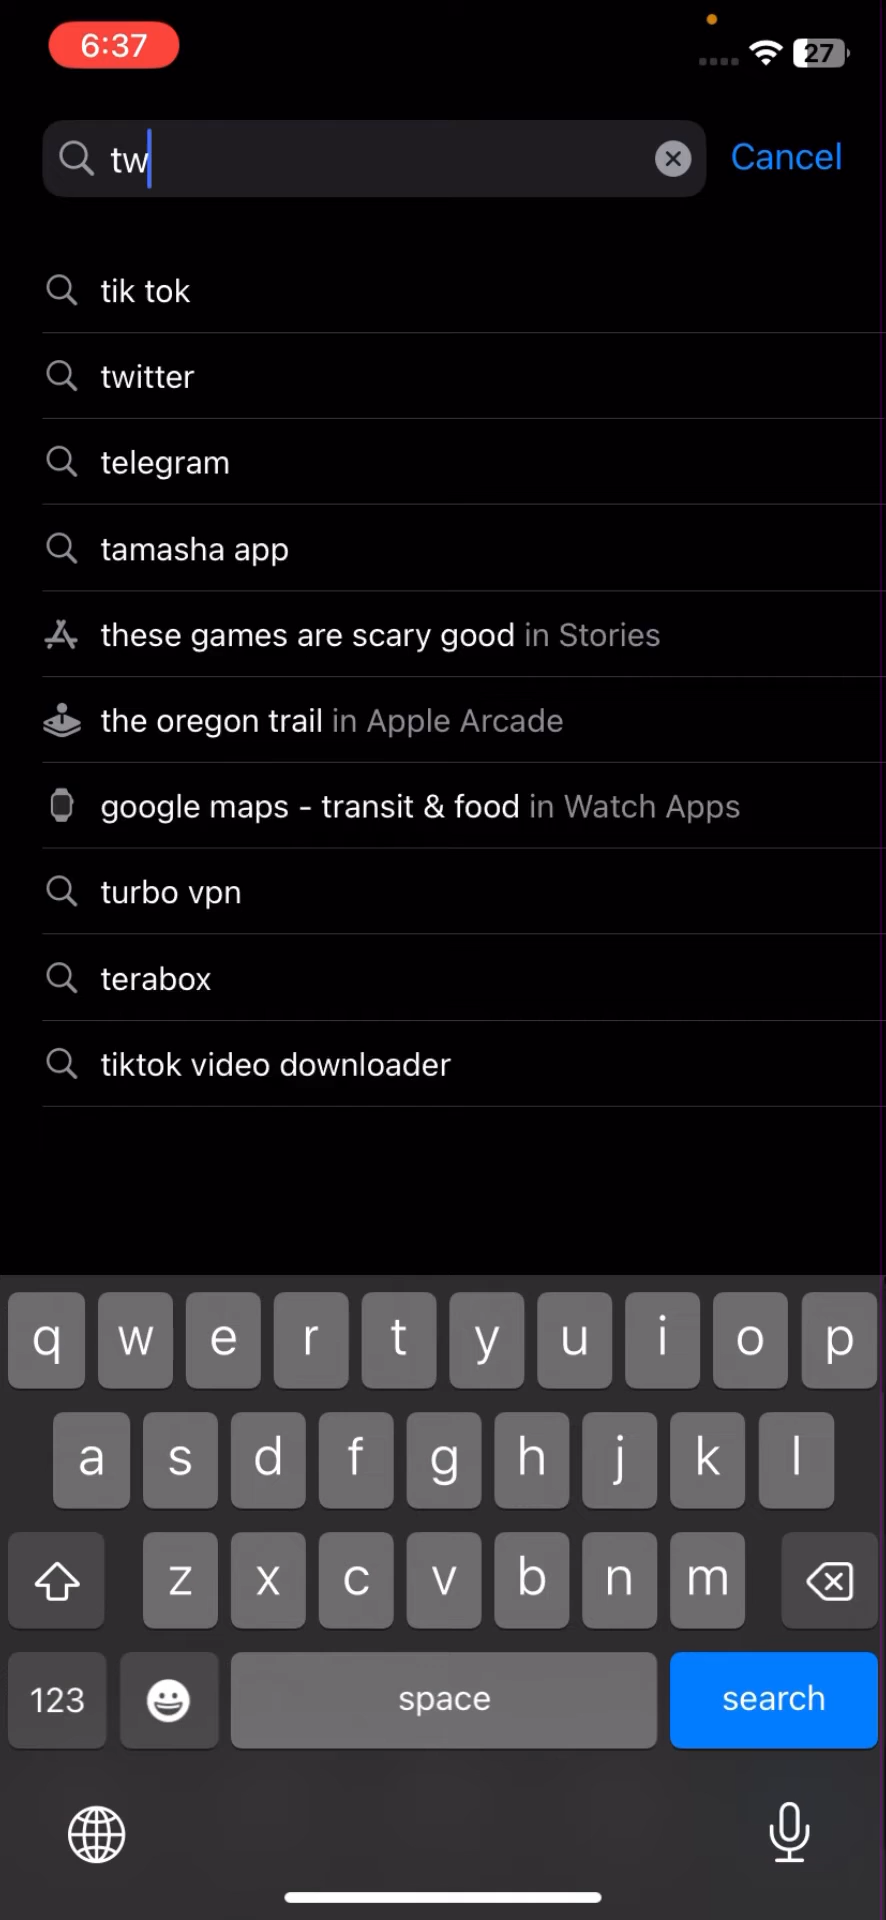 6:37
27
tw
Cancel
tik tok
twitter
telegram
tamasha app
these games are scary good in Stories
the oregon trail in Apple Arcade
google maps - transit & food in Watch Apps
turbo vpn
terabox
tiktok video downloader
q w e r t y u i o p
a s d f g h j k l
z x c v b n m
123 space search